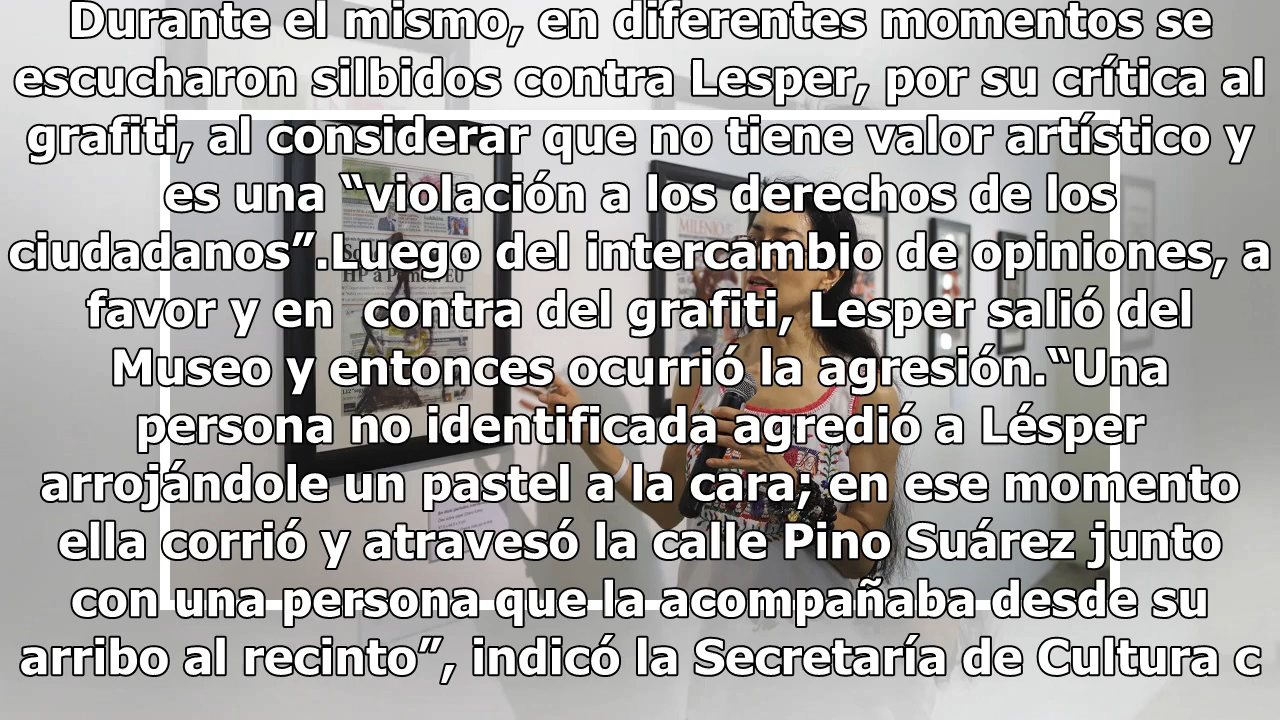 Durante el mismo, en diferentes momentos se
escucharon silbidos contra Lesper, por su crítica al
grafiti, al considerar que no tiene valor artístico y
es una “violación a los derechos de los
ciudadanos”.Luego del intercambio de opiniones, a
favor y en  contra del grafiti, Lesper salió del
Museo y entonces ocurrió la agresión.“Una
persona no identificada agredió a Lésper
arrojándole un pastel a la cara; en ese momento
ella corrió y atravesó la calle Pino Suárez junto
con una persona que la acompañaba desde su
arribo al recinto”, indicó la Secretaría de Cultura c
MILENIO